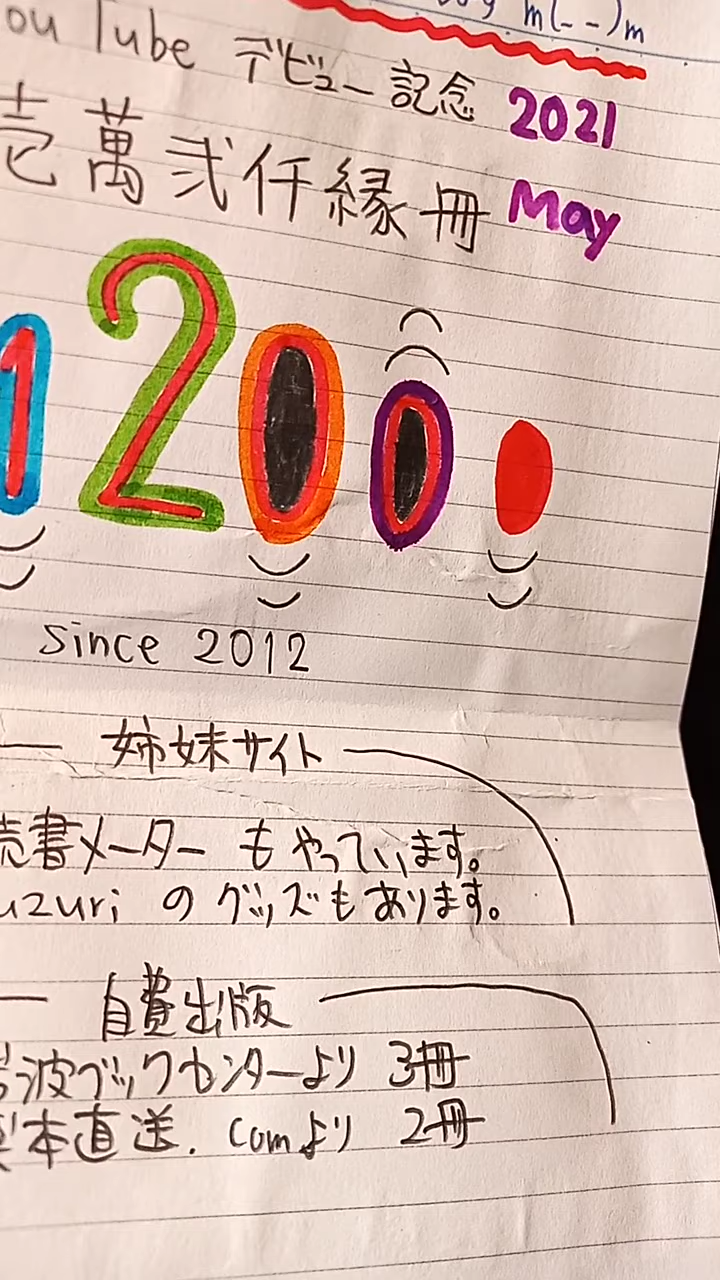 m(--)m
ou Tube デビュー記念 2021
壱萬弐仟縁冊 May
1200
since 2012
姉妹サイト
読書メーター もやっています。
uzuri のグッズもあります。
自費出版
波ブックセンターより 3冊
本直送.comより 2冊